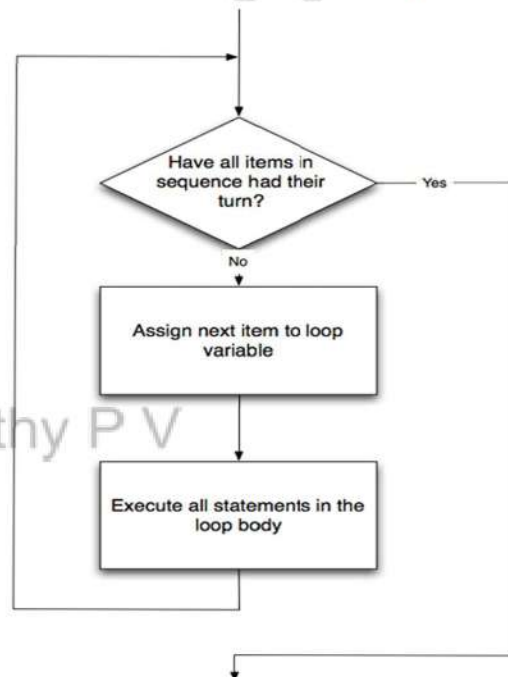 Have all items in
sequence had their
turn?
Yes
No
Assign next item to loop
variable
thy P V
Execute all statements in the
loop body